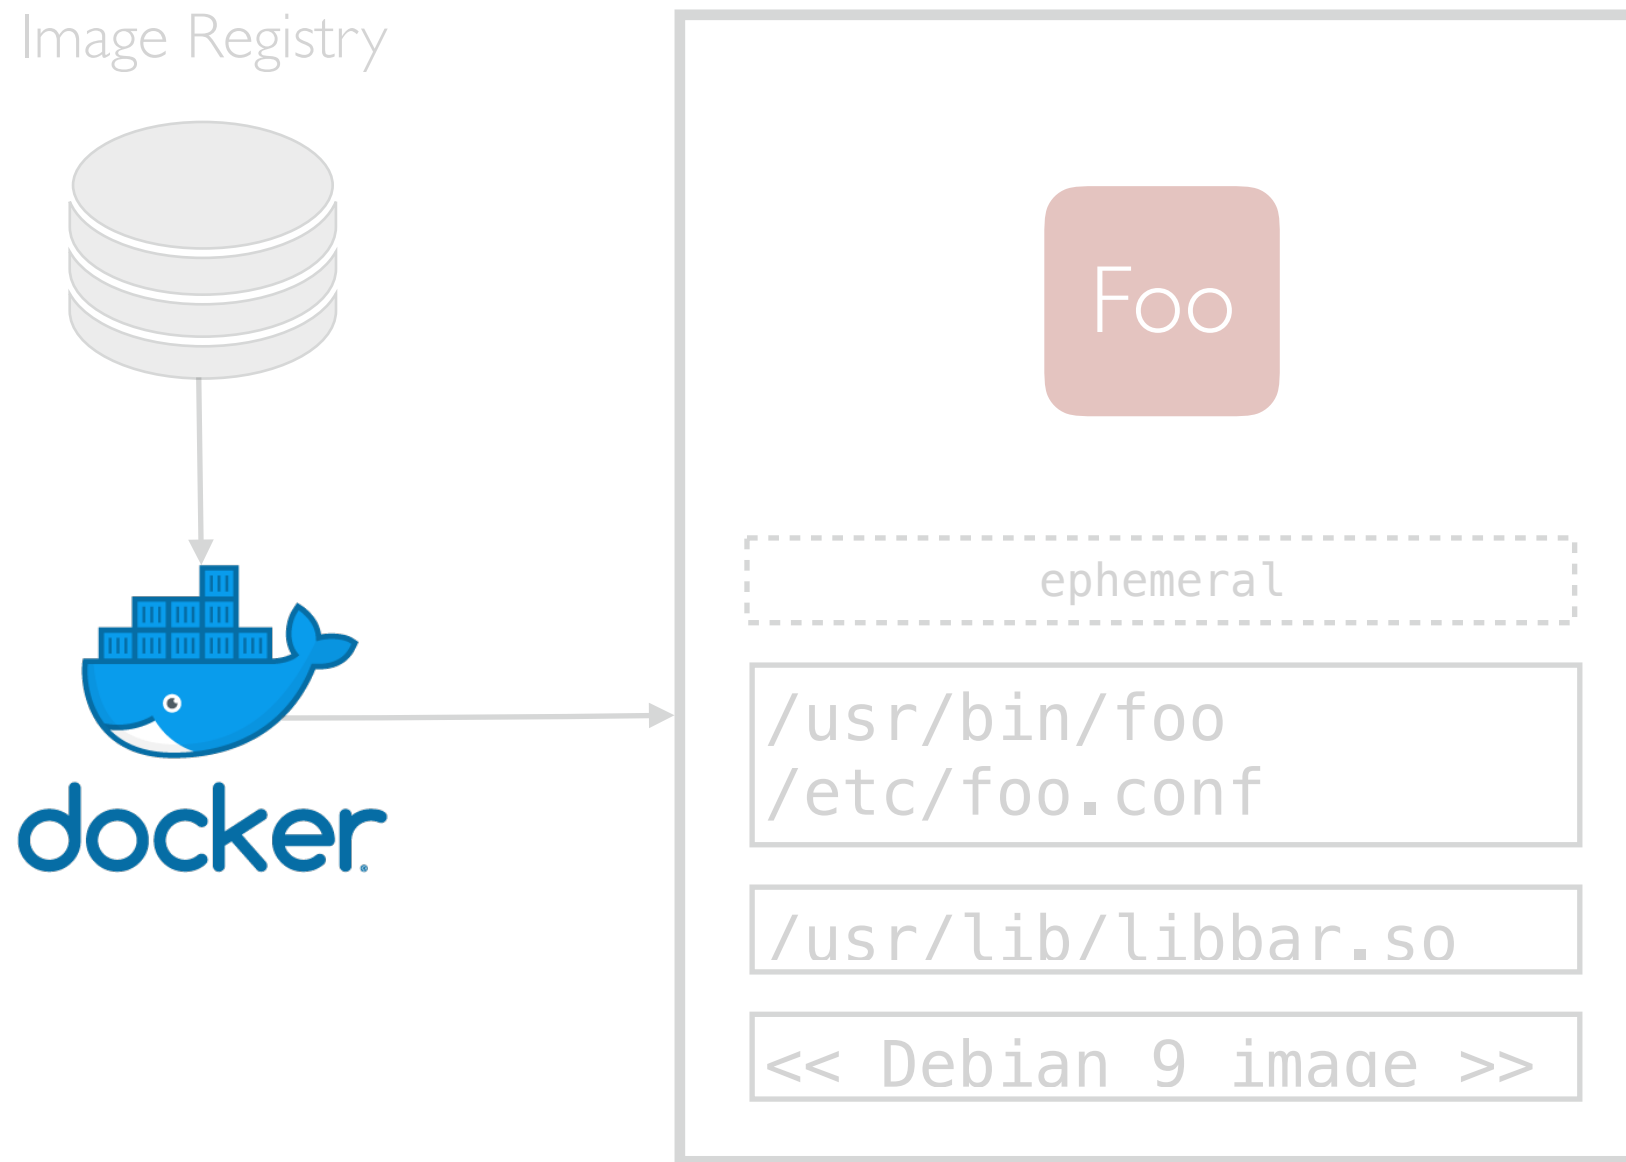 Image Registry
Foo
ephemeral
/usr/bin/foo
/etc/foo.conf
/usr/lib/libbar.so
<< Debian 9 image >>
docker